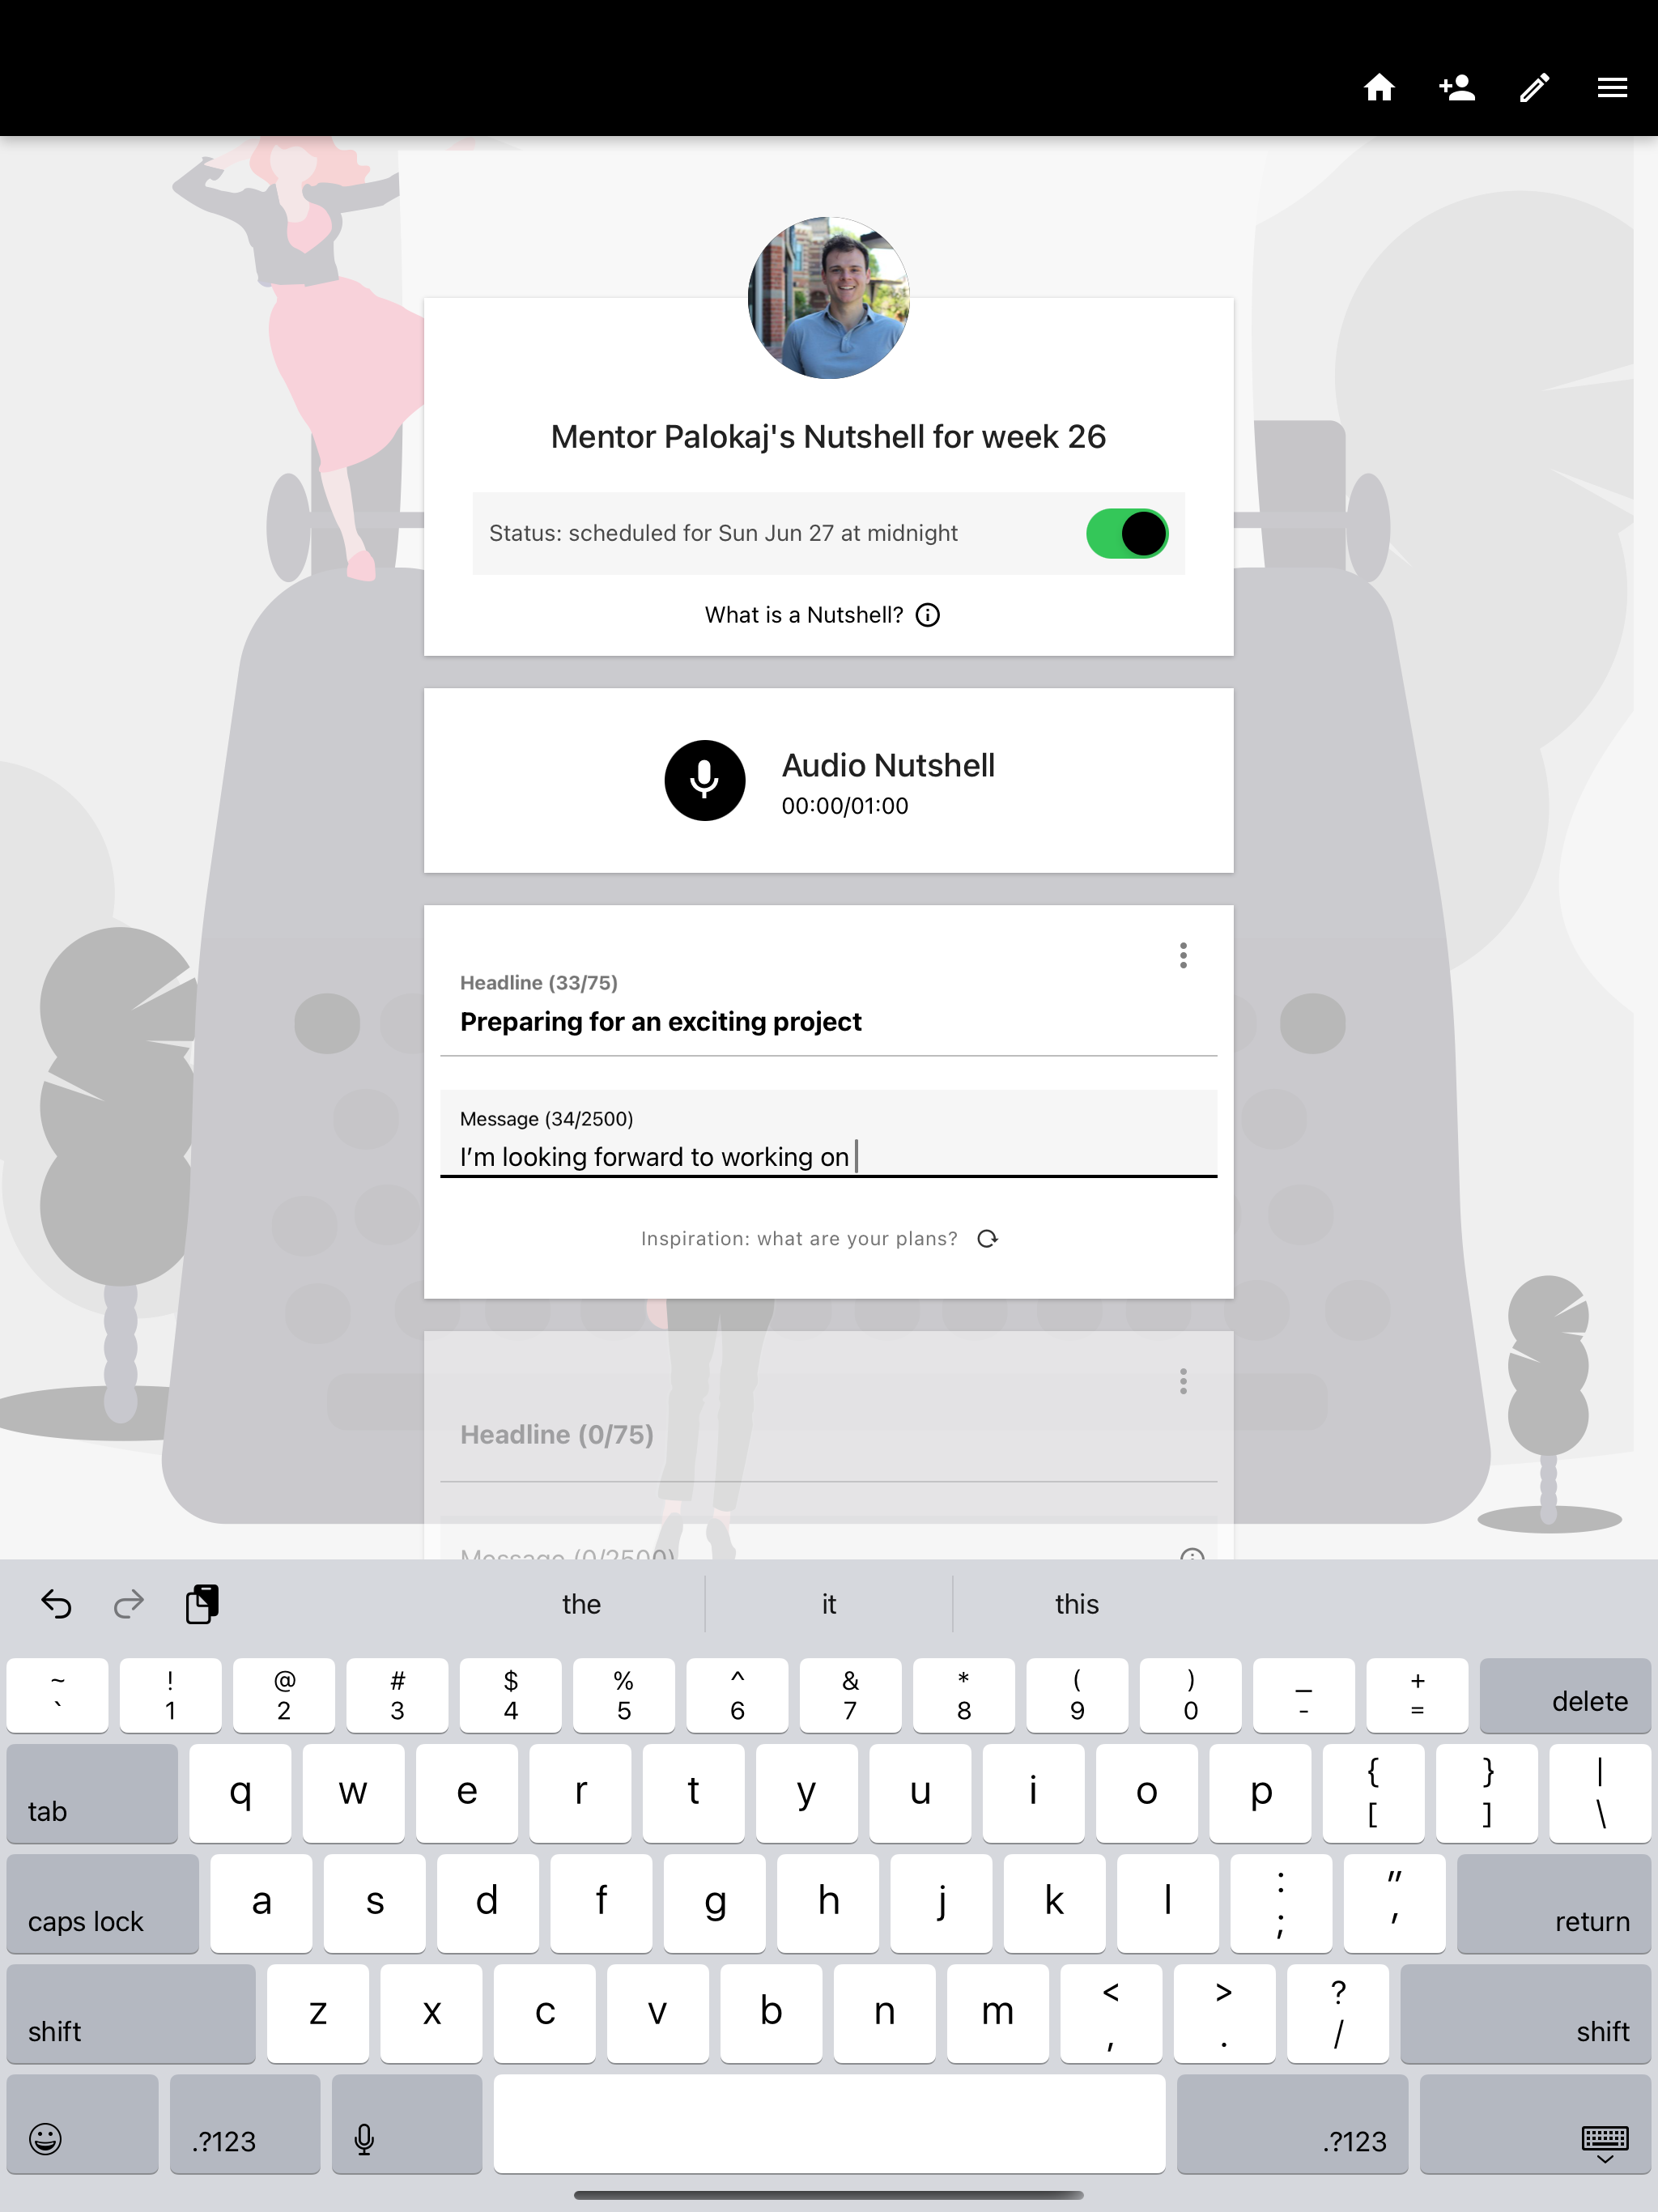 Mentor Palokaj's Nutshell for week 26
Status: scheduled for Sun Jun 27 at midnight
What is a Nutshell?
Audio Nutshell
00:00/01:00
Headline (33/75)
Preparing for an exciting project
Message (34/2500)
I’m looking forward to working on
Inspiration: what are your plans?
Headline (0/75)
Message (0/2500)
the it this
~ ! @ # $ % ^ & * ( ) _ +
` 1 2 3 4 5 6 7 8 9 0 - = delete
tab q w e r t y u i o p { [ } ] | \
caps lock a s d f g h j k l : ; " ' return
shift z x c v b n m < , > . ? / shift
.?123 .?123